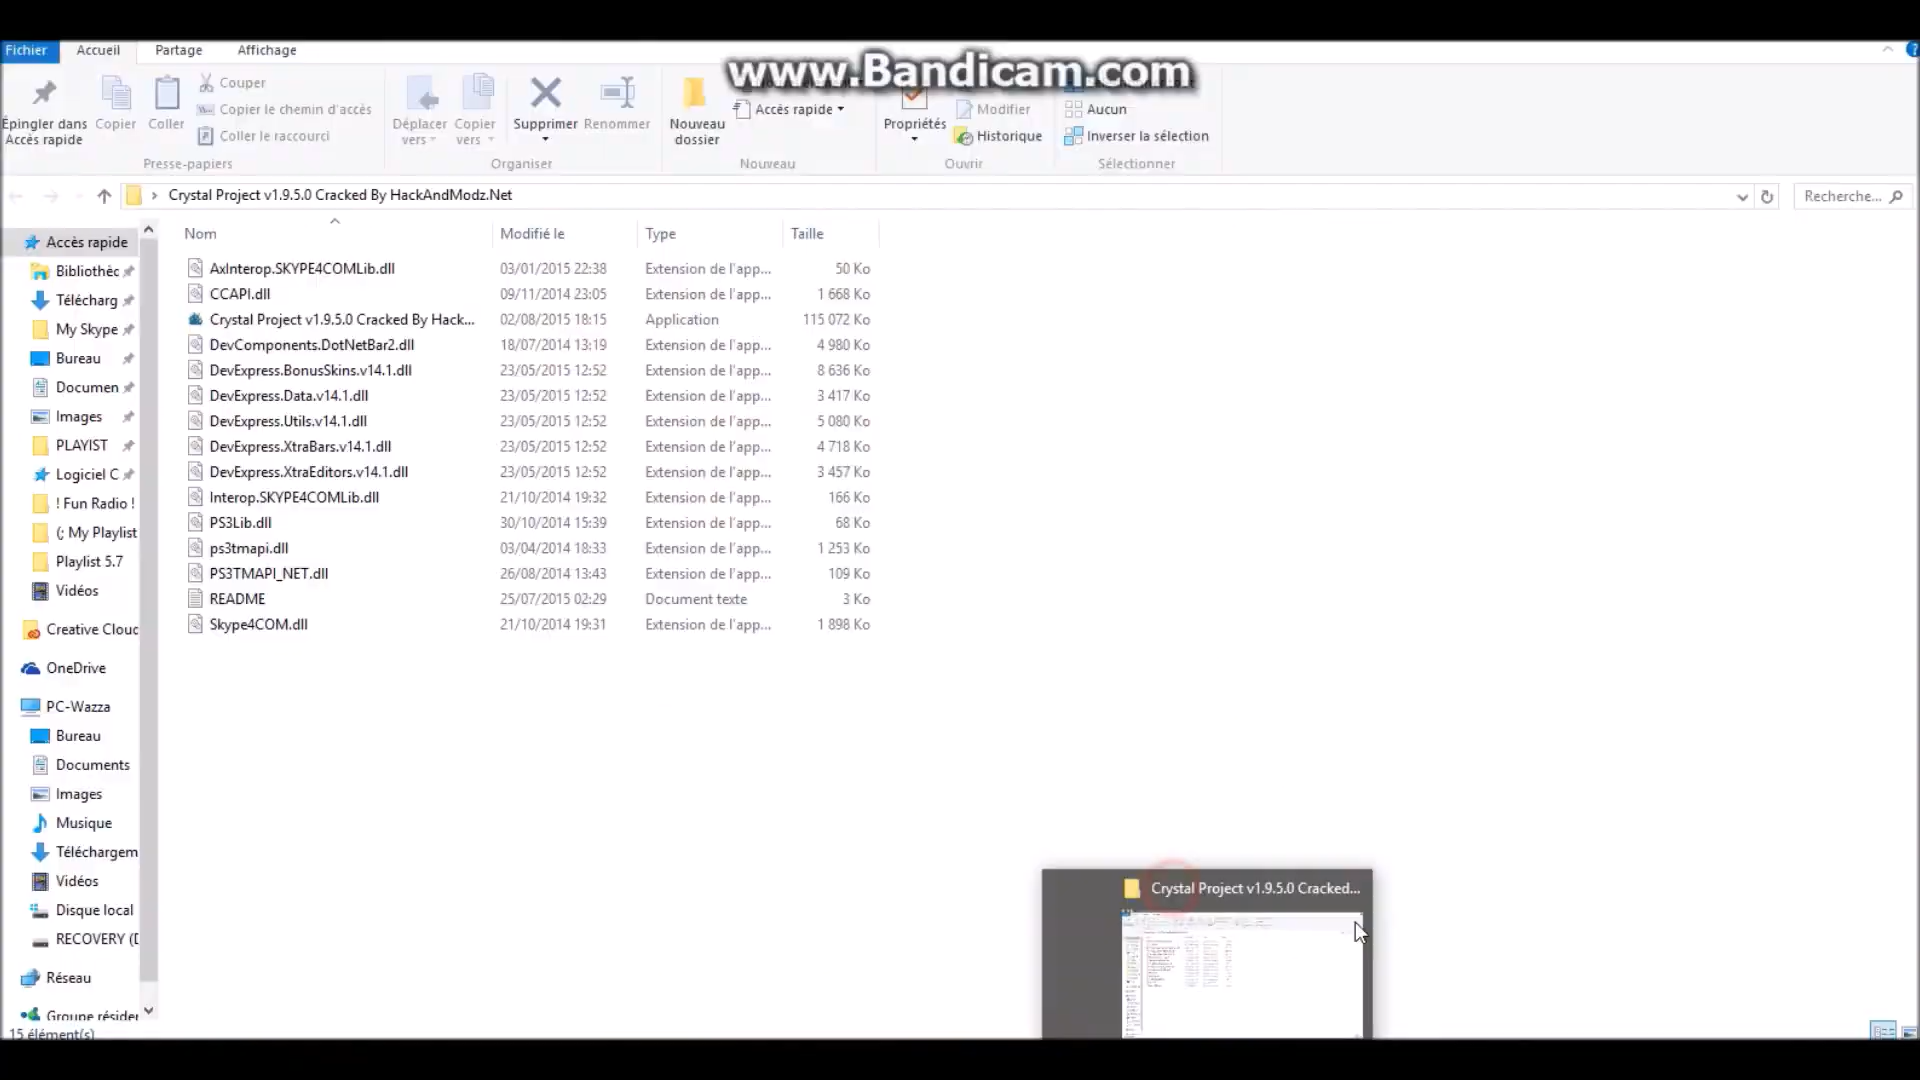 www.Bandicam.com
Fichier Accueil Partage Affichage
Épingler dans Accès rapide
Copier
Coller
Couper
Copier le chemin d'accès
Coller le raccourci
Presse-papiers
Déplacer vers
Copier vers
Supprimer
Renommer
Organiser
Nouveau dossier
Accès rapide
Nouveau
Propriétés
Modifier
Historique
Ouvrir
Aucun
Inverser la sélection
Sélectionner
Crystal Project v1.9.5.0 Cracked By HackAndModz.Net
Recherche...
Nom Modifié le Type Taille
AxInterop.SKYPE4COMLib.dll 03/01/2015 22:38 Extension de l'app... 50 Ko
CCAPI.dll 09/11/2014 23:05 Extension de l'app... 1 668 Ko
Crystal Project v1.9.5.0 Cracked By Hack... 02/08/2015 18:15 Application 115 072 Ko
DevComponents.DotNetBar2.dll 18/07/2014 13:19 Extension de l'app... 4 980 Ko
DevExpress.BonusSkins.v14.1.dll 23/05/2015 12:52 Extension de l'app... 8 636 Ko
DevExpress.Data.v14.1.dll 23/05/2015 12:52 Extension de l'app... 3 417 Ko
DevExpress.Utils.v14.1.dll 23/05/2015 12:52 Extension de l'app... 5 080 Ko
DevExpress.XtraBars.v14.1.dll 23/05/2015 12:52 Extension de l'app... 4 718 Ko
DevExpress.XtraEditors.v14.1.dll 23/05/2015 12:52 Extension de l'app... 3 457 Ko
Interop.SKYPE4COMLib.dll 21/10/2014 19:32 Extension de l'app... 166 Ko
PS3Lib.dll 30/10/2014 15:39 Extension de l'app... 68 Ko
ps3tmapi.dll 03/04/2014 18:33 Extension de l'app... 1 253 Ko
PS3TMAPI_NET.dll 26/08/2014 13:43 Extension de l'app... 109 Ko
README 25/07/2015 02:29 Document texte 3 Ko
Skype4COM.dll 21/10/2014 19:31 Extension de l'app... 1 898 Ko
Accès rapide
Bibliothèc
Télécharg
My Skype
Bureau
Documen
Images
PLAYIST
Logiciel C
! Fun Radio !
(; My Playlist
Playlist 5.7
Vidéos
Creative Clouc
OneDrive
PC-Wazza
Bureau
Documents
Images
Musique
Téléchargem
Vidéos
Disque local
RECOVERY (D
Réseau
Groupe résider
15 élément(s)
Crystal Project v1.9.5.0 Cracked...